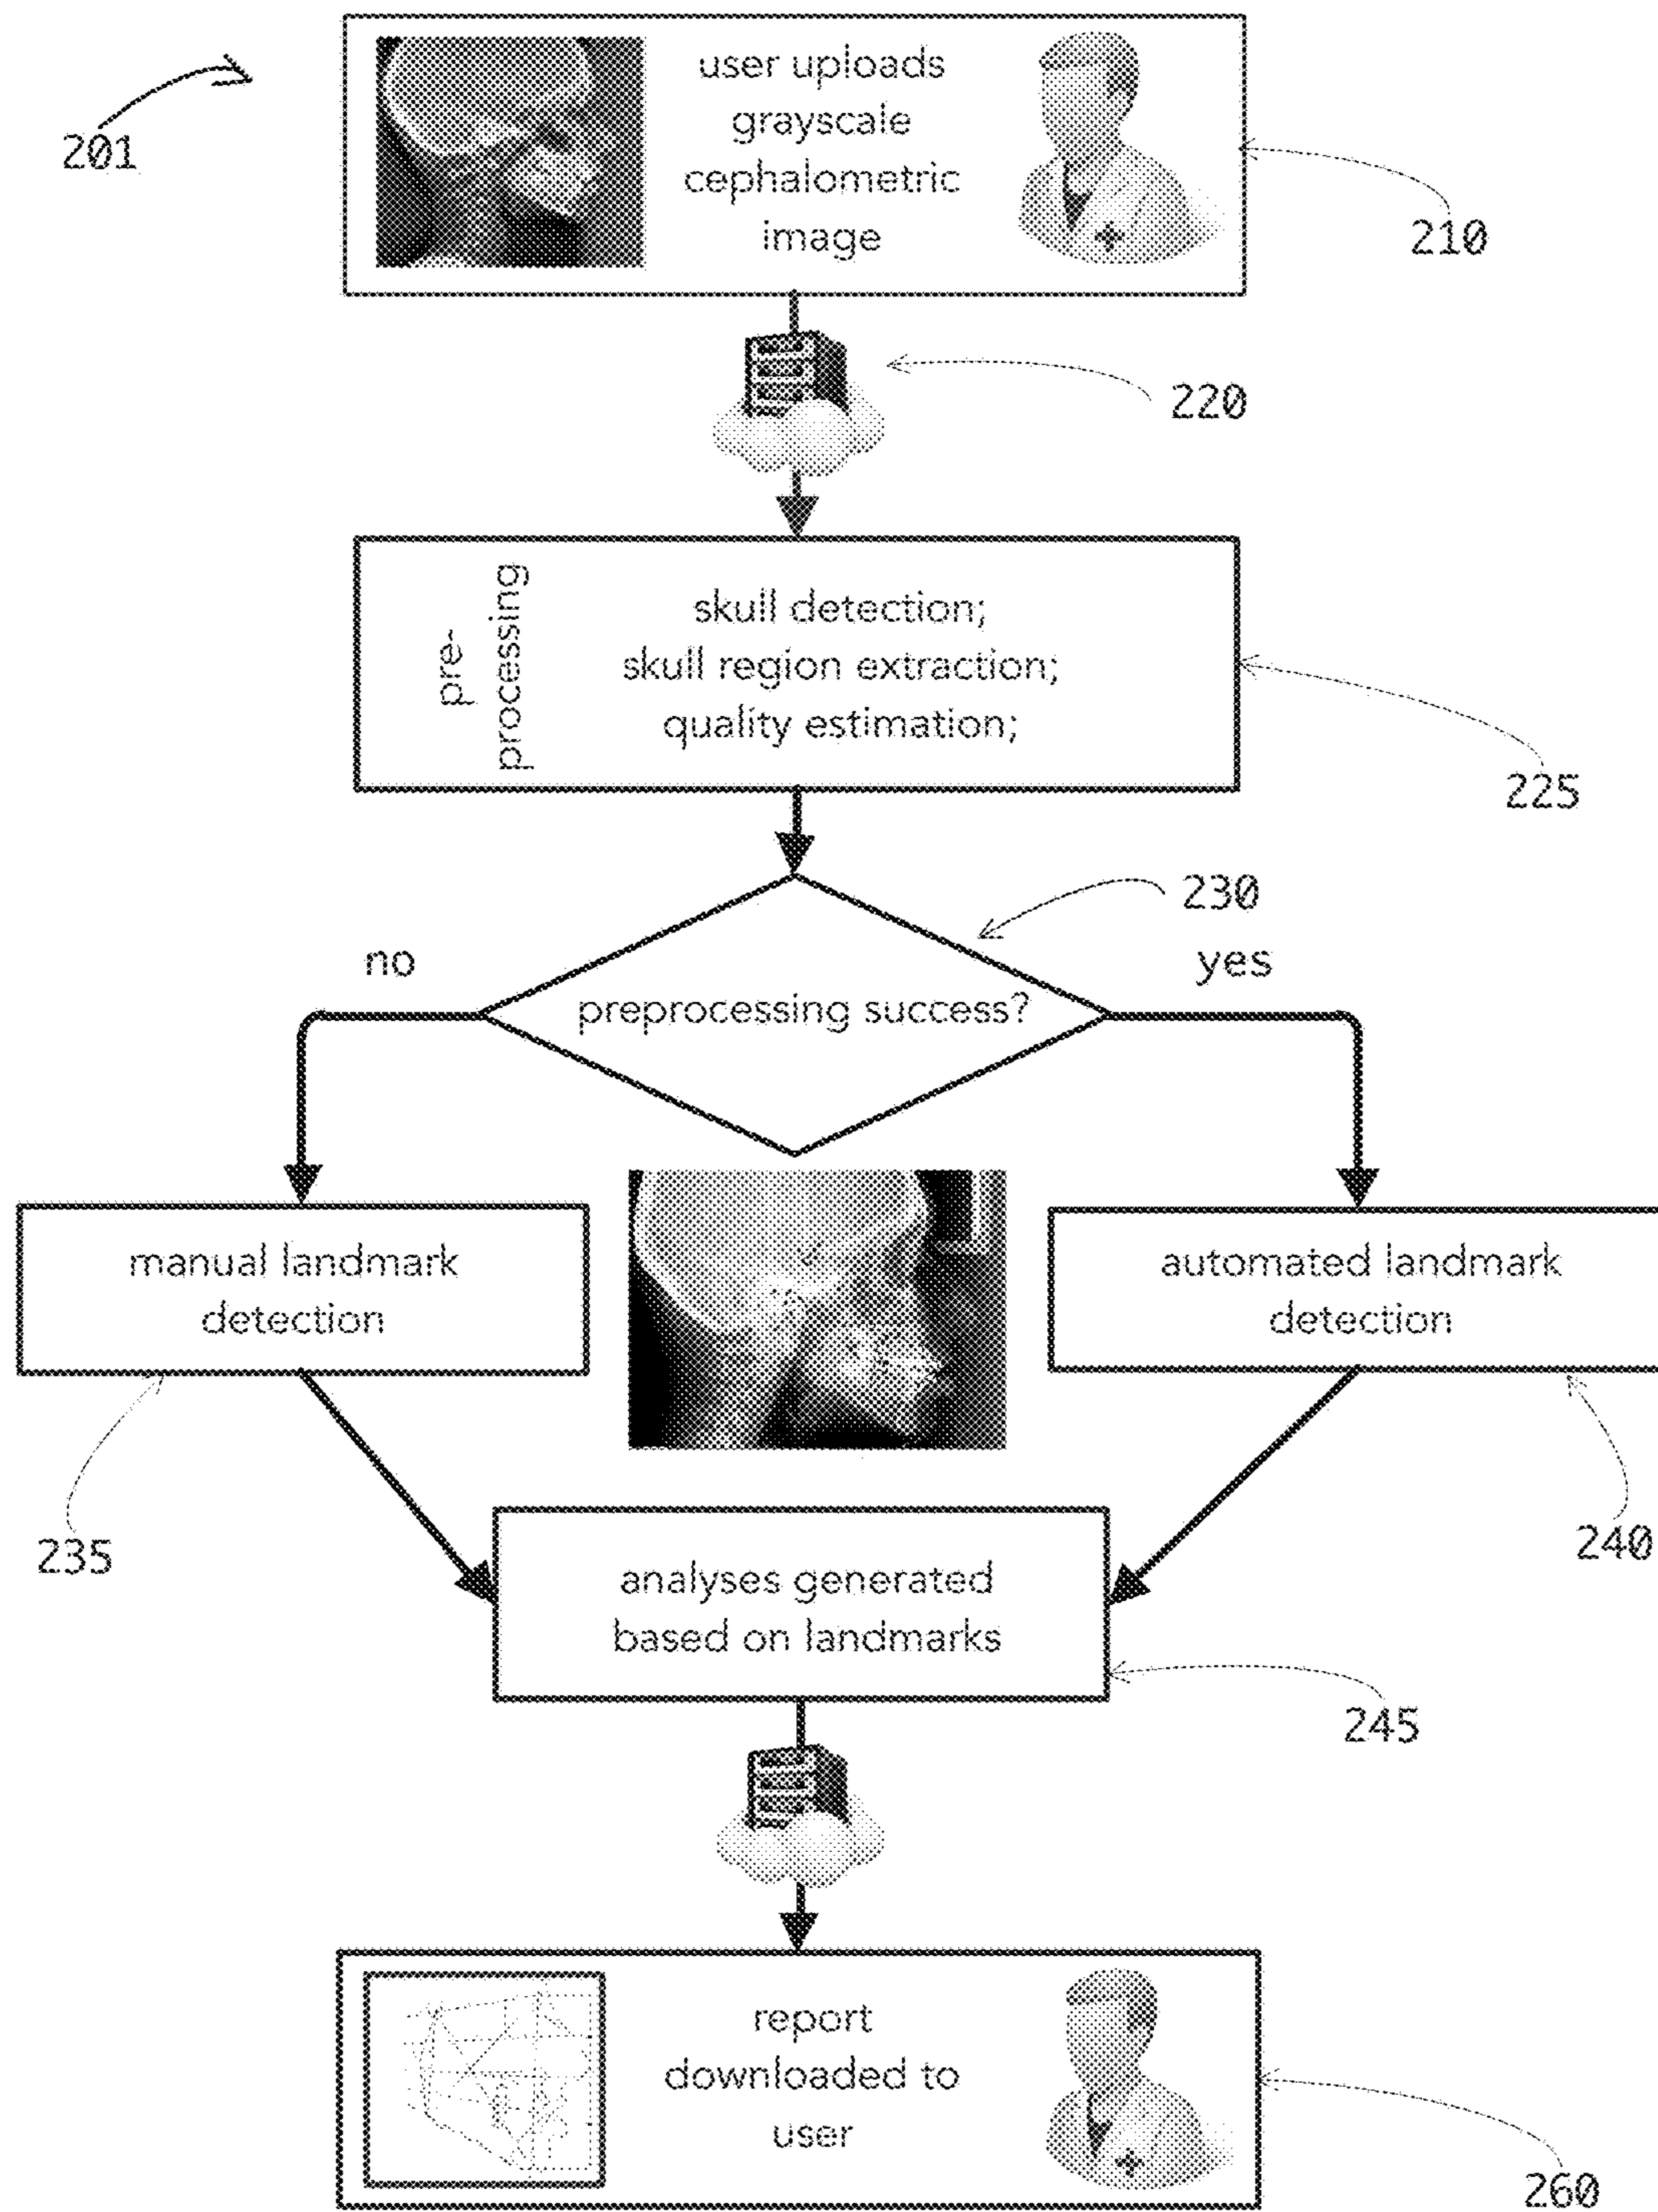 201
user uploads
grayscale
cephalometric
image
210
220
pre-
processing
skull detection;
skull region extraction;
quality estimation;
225
230
no
yes
preprocessing success?
manual landmark
detection
automated landmark
detection
235
240
analyses generated
based on landmarks
245
report
downloaded to
user
260